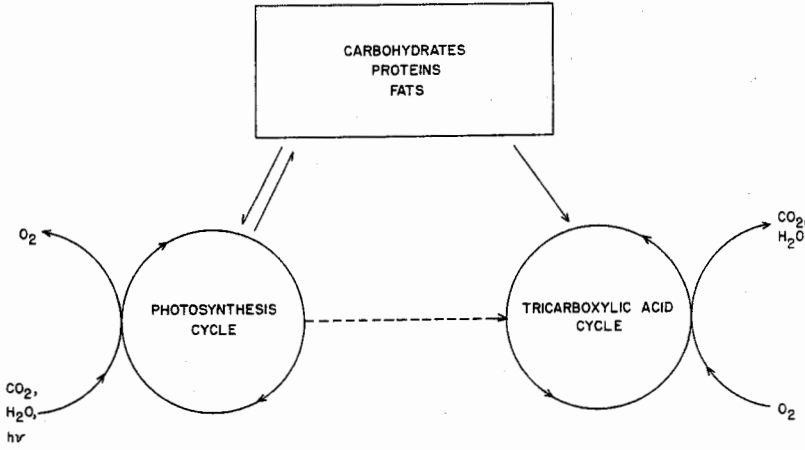 CARBOHYDRATES
PROTEINS
FATS
O₂
CO₂,
H₂O
PHOTOSYNTHESIS
CYCLE
TRICARBOXYLIC ACID
CYCLE
CO₂,
H₂O,
hν
O₂